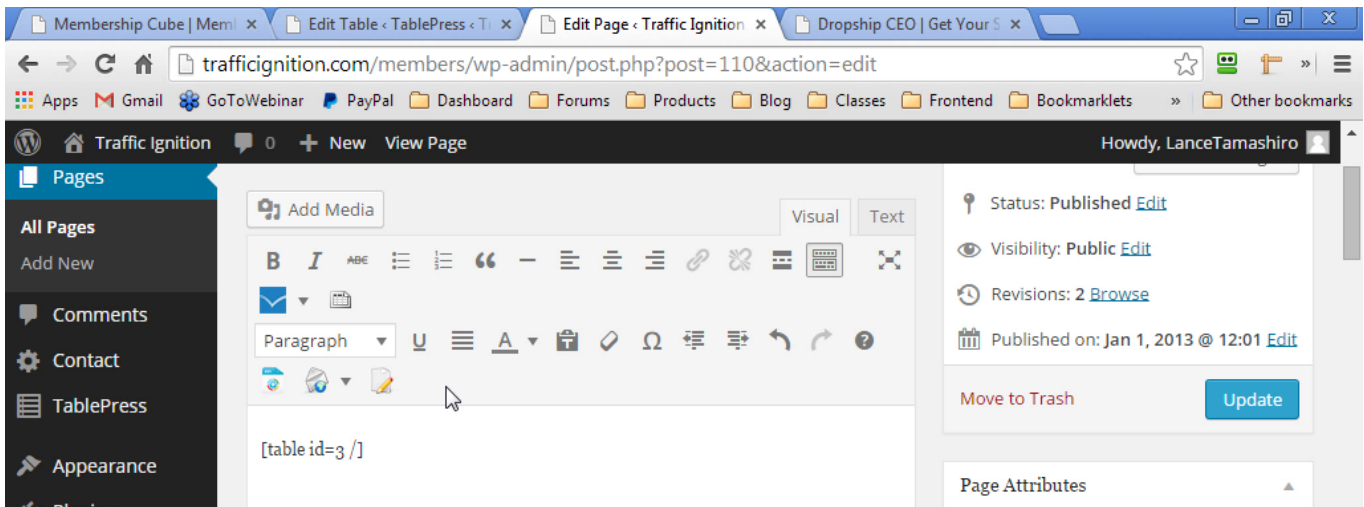 Membership Cube | Meml
Edit Table ‹ TablePress ‹ Tr
Edit Page ‹ Traffic Ignition
Dropship CEO | Get Your S
trafficignition.com/members/wp-admin/post.php?post=110&action=edit
Apps Gmail GoToWebinar PayPal Dashboard Forums Products Blog Classes Frontend Bookmarklets » Other bookmarks
Traffic Ignition 0 + New View Page Howdy, LanceTamashiro
Pages
All Pages
Add New
Comments
Contact
TablePress
Appearance
Add Media
Visual Text
B I ABE
Paragraph U A Ω
[table id=3 /]
Status: Published Edit
Visibility: Public Edit
Revisions: 2 Browse
Published on: Jan 1, 2013 @ 12:01 Edit
Move to Trash Update
Page Attributes